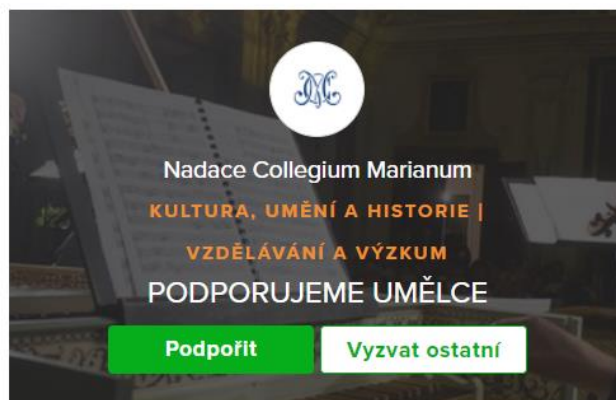 Nadace Collegium Marianum
KULTURA, UMĚNÍ A HISTORIE |
VZDĚLÁVÁNÍ A VÝZKUM
PODPORUJEME UMĚLCE
Podpořit
Vyzvat ostatní